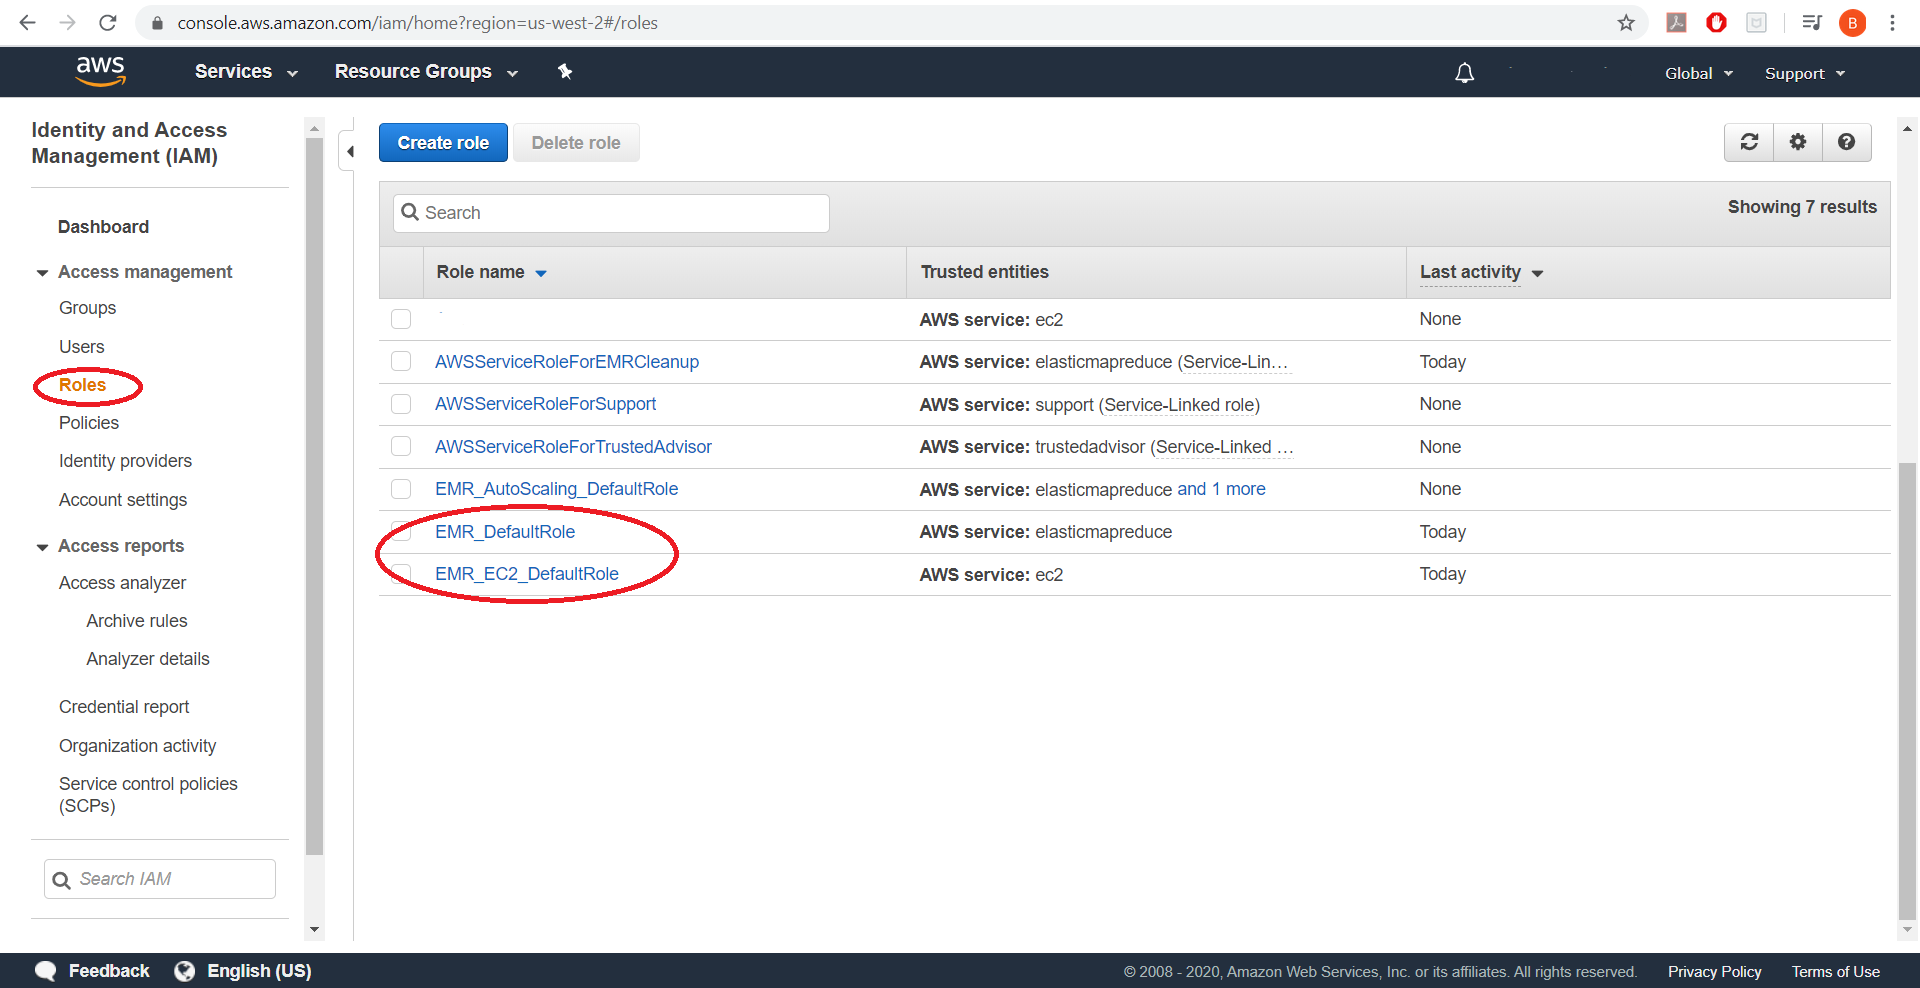 console.aws.amazon.com/iam/home?region=us-west-2#/roles
B
aws
Services
Resource Groups
Global
Support
Identity and Access
Management (IAM)
Dashboard
Access management
Groups
Users
Roles
Policies
Identity providers
Account settings
Access reports
Access analyzer
Archive rules
Analyzer details
Credential report
Organization activity
Service control policies
(SCPs)
Search IAM
Create role
Delete role
Search
Showing 7 results
Role name Trusted entities Last activity
AWS service: ec2 None
AWSServiceRoleForEMRCleanup AWS service: elasticmapreduce (Service-Lin… Today
AWSServiceRoleForSupport AWS service: support (Service-Linked role) None
AWSServiceRoleForTrustedAdvisor AWS service: trustedadvisor (Service-Linked … None
EMR_AutoScaling_DefaultRole AWS service: elasticmapreduce and 1 more None
EMR_DefaultRole AWS service: elasticmapreduce Today
EMR_EC2_DefaultRole AWS service: ec2 Today
Feedback
English (US)
© 2008 - 2020, Amazon Web Services, Inc. or its affiliates. All rights reserved.
Privacy Policy
Terms of Use